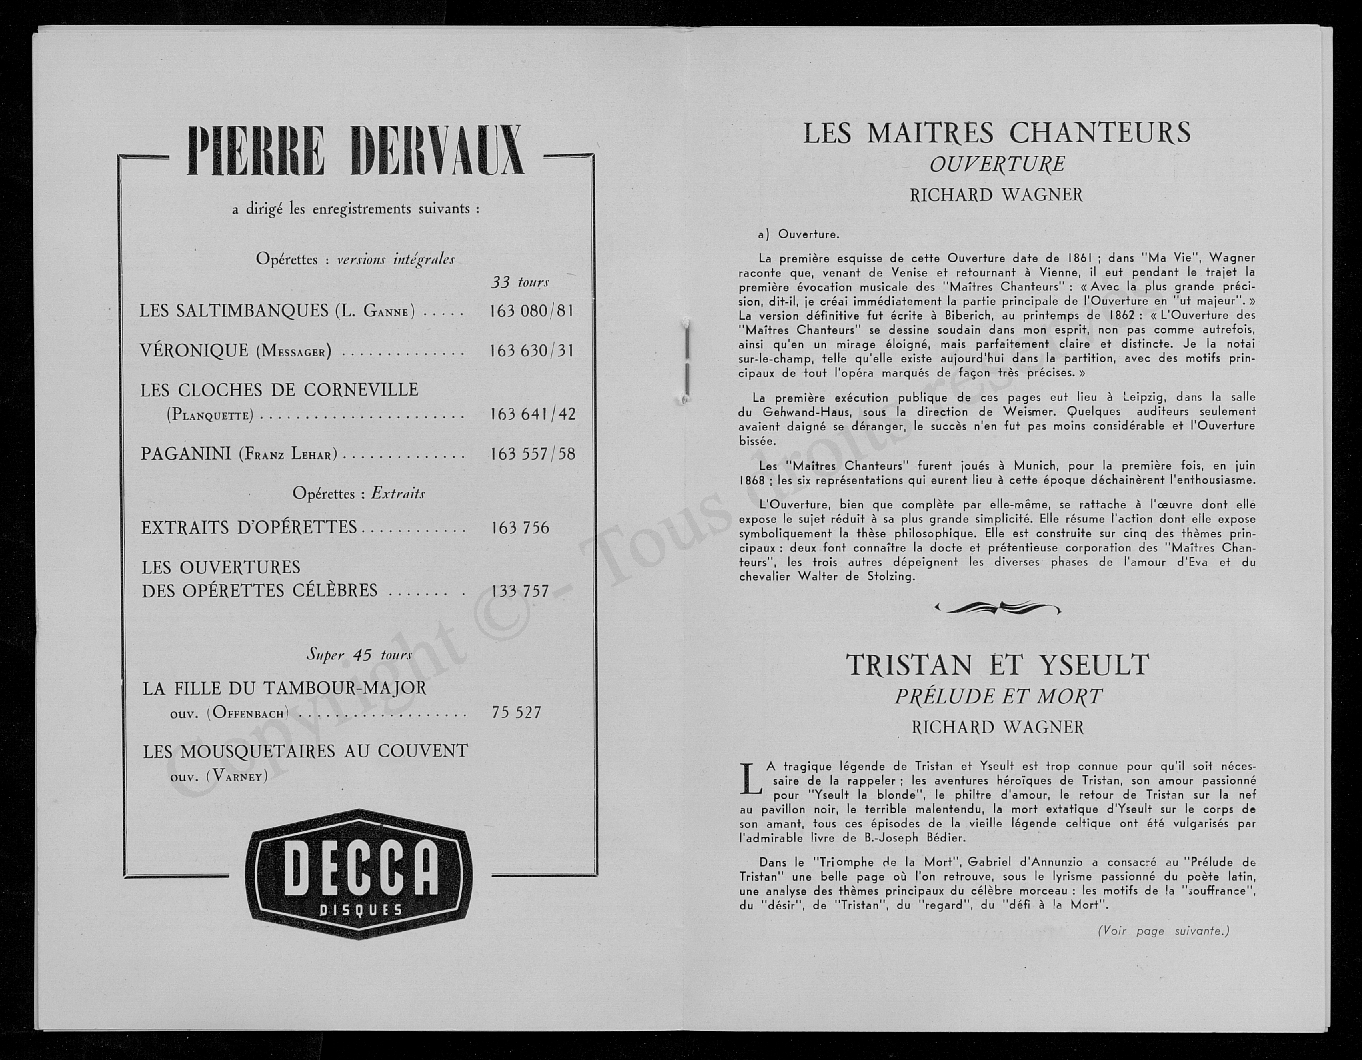 PIERRE DERVAUX
a dirigé les enregistrements suivants :
Opérettes : versions intégrales
33 tours
LES SALTIMBANQUES (L. GANNE) ..... 163 080/81
VÉRONIQUE (MESSAGER) .............. 163 630/31
LES CLOCHES DE CORNEVILLE
(PLANQUETTE) ....................... 163 641/42
PAGANINI (FRANZ LEHAR) .............. 163 557/58
Opérettes : Extraits
EXTRAITS D'OPÉRETTES ............ 163 756
LES OUVERTURES
DES OPÉRETTES CÉLÈBRES ........ . 133 757
Super 45 tours
LA FILLE DU TAMBOUR-MAJOR
OUV. (OFFENBACH) ................... 75 527
LES MOUSQUETAIRES AU COUVENT
OUV. (VARNEY)
DECCA
DISQUES
LES MAITRES CHANTEURS
OUVERTURE
RICHARD WAGNER
a) Ouverture.
La première esquisse de cette Ouverture date de 1861 ; dans "Ma Vie", Wagner
raconte que, venant de Venise et retournant à Vienne, il eut pendant le trajet la
première évocation musicale des "Maîtres Chanteurs" : « Avec la plus grande préci-
sion, dit-il, je créai immédiatement la partie principale de l'Ouverture en "ut majeur". »
La version définitive fut écrite à Biberich, au printemps de 1862 : « L'Ouverture des
"Maîtres Chanteurs" se dessine soudain dans mon esprit, non pas comme autrefois,
ainsi qu'en un mirage éloigné, mais parfaitement claire et distincte. Je la notai
sur-le-champ, telle qu'elle existe aujourd'hui dans la partition, avec des motifs prin-
cipaux de tout l'opéra marqués de façon très précises. »
La première exécution publique de ces pages eut lieu à Leipzig, dans la salle
du Gehwand-Haus, sous la direction de Weismer. Quelques auditeurs seulement
avaient daigné se déranger, le succès n'en fut pas moins considérable et l'Ouverture
bissée.
Les "Maîtres Chanteurs" furent joués à Munich, pour la première fois, en juin
1868 ; les six représentations qui eurent lieu à cette époque déchaînèrent l'enthousiasme.
L'Ouverture, bien que complète par elle-même, se rattache à l'œuvre dont elle
expose le sujet réduit à sa plus grande simplicité. Elle résume l'action dont elle expose
symboliquement la thèse philosophique. Elle est construite sur cinq des thèmes prin-
cipaux : deux font connaître la docte et prétentieuse corporation des "Maîtres Chan-
teurs", les trois autres dépeignent les diverses phases de l'amour d'Eva et du
chevalier Walter de Stolzing.
TRISTAN ET YSEULT
PRÉLUDE ET MORT
RICHARD WAGNER
LA tragique légende de Tristan et Yseult est trop connue pour qu'il soit néces-
saire de la rappeler ; les aventures héroïques de Tristan, son amour passionné
pour "Yseult la blonde", le philtre d'amour, le retour de Tristan sur la nef
au pavillon noir, le terrible malentendu, la mort extatique d'Yseult sur le corps de
son amant, tous ces épisodes de la vieille légende celtique ont été vulgarisés par
l'admirable livre de B.-Joseph Bédier.
Dans le "Triomphe de la Mort", Gabriel d'Annunzio a consacré au "Prélude de
Tristan" une belle page où l'on retrouve, sous le lyrisme passionné du poète latin,
une analyse des thèmes principaux du célèbre morceau : les motifs de la "souffrance",
du "désir", de "Tristan", du "regard", du "défi à la Mort".
(Voir page suivante.)